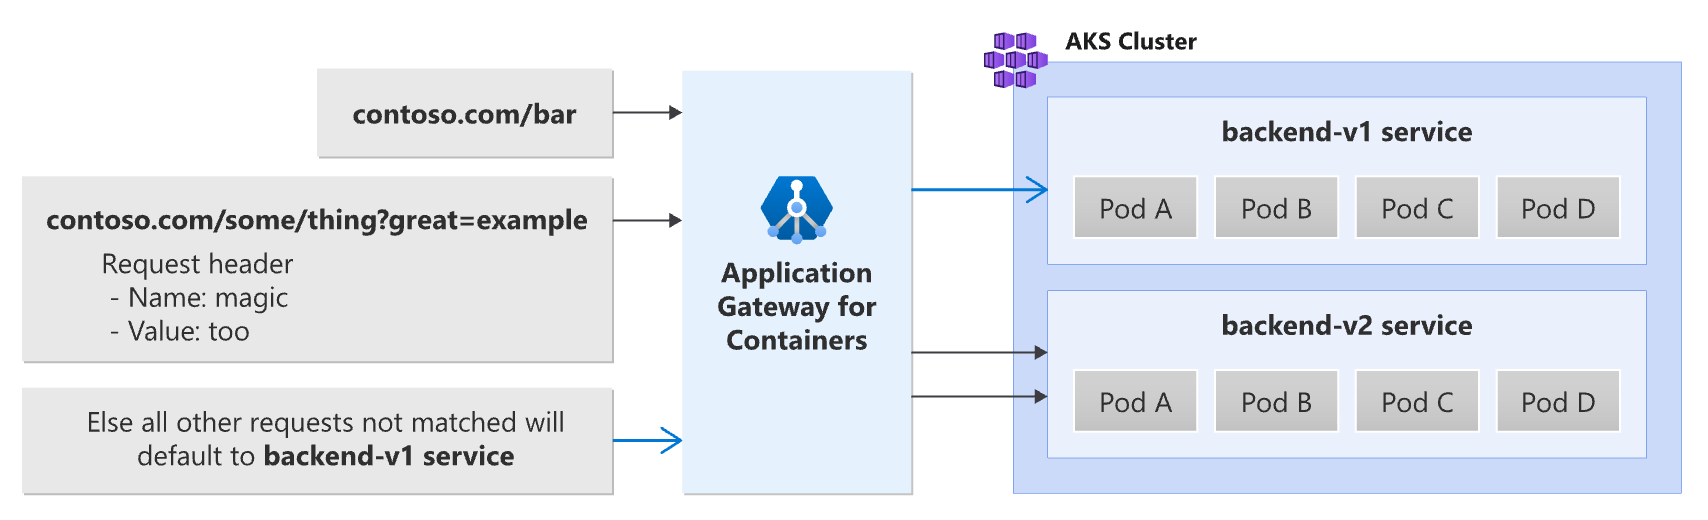 AKS Cluster
contoso.com/bar
contoso.com/some/thing?great=example
Request header
- Name: magic
- Value: too
Else all other requests not matched will
default to backend-v1 service
Application
Gateway for
Containers
backend-v1 service
Pod A
Pod B
Pod C
Pod D
backend-v2 service
Pod A
Pod B
Pod C
Pod D